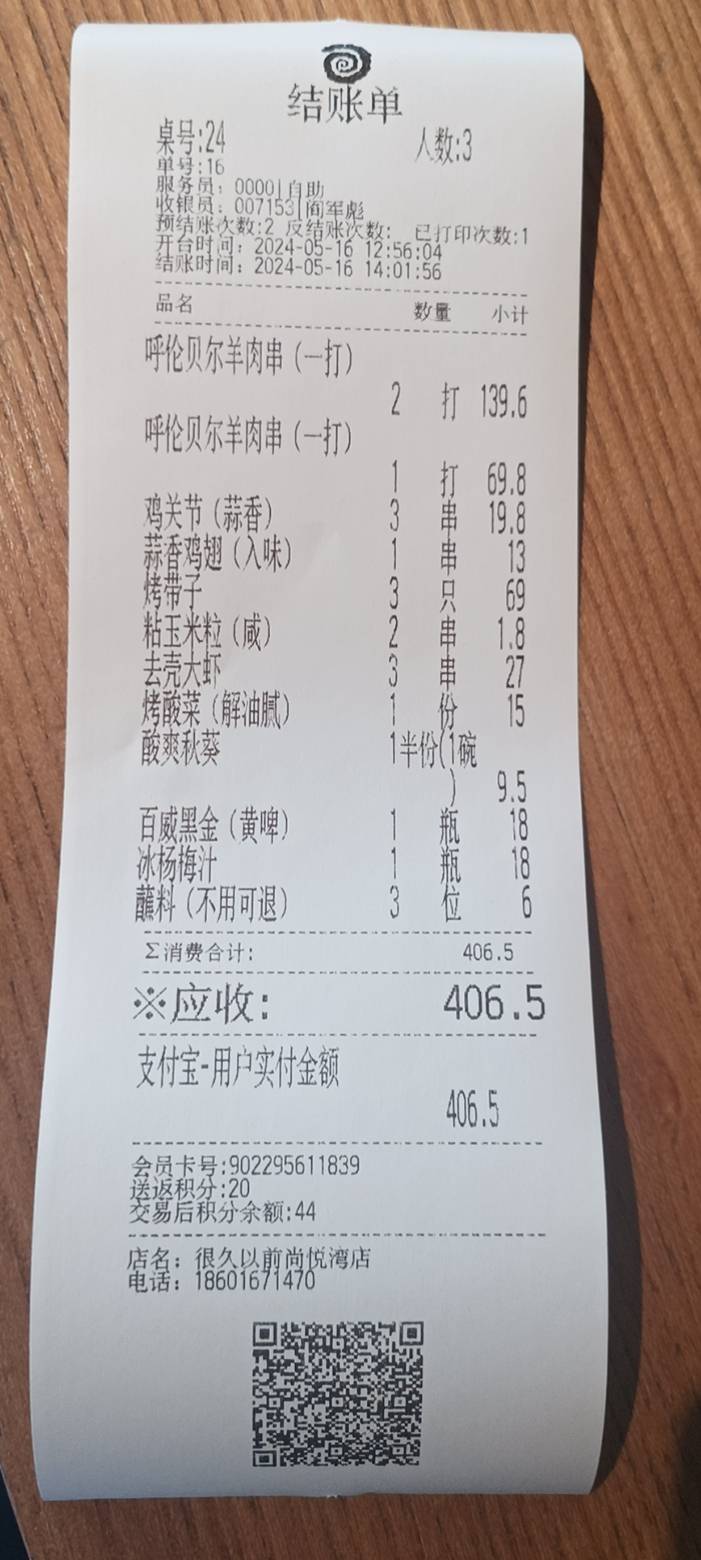 结账单
桌号:24 人数:3
单号:16
服务员: 0000|自助
收银员: 007153|阎军彪
预结账次数:2 反结账次数: 已打印次数:1
开台时间: 2024-05-16 12:56:04
结账时间: 2024-05-16 14:01:56
品名 数量 小计
呼伦贝尔羊肉串(一打)
2 打 139.6
呼伦贝尔羊肉串(一打)
1 打 69.8
鸡关节(蒜香) 3 串 19.8
蒜香鸡翅(入味) 1 串 13
烤带子 3 只 69
粘玉米粒(咸) 2 串 1.8
去壳大虾 3 串 27
烤酸菜(解油腻) 1 份 15
酸爽秋葵 1半份(1碗
) 9.5
百威黑金(黄啤) 1 瓶 18
冰杨梅汁 1 瓶 18
蘸料(不用可退) 3 位 6
Σ消费合计: 406.5
※应收: 406.5
支付宝-用户实付金额
406.5
会员卡号:902295611839
送返积分:20
交易后积分余额:44
店名: 很久以前尚悦湾店
电话: 18601671470